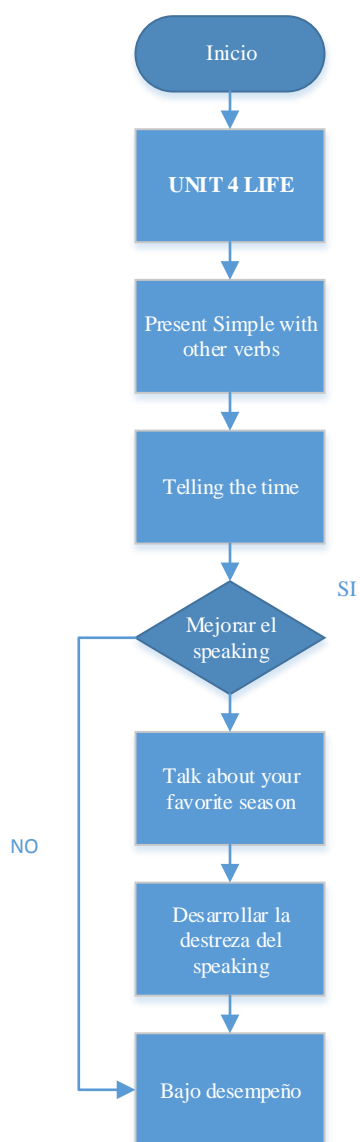 Inicio
UNIT 4 LIFE
Present Simple with
other verbs
Telling the time
SI
Mejorar el
speaking
Talk about your
favorite season
NO
Desarrollar la
destreza del
speaking
Bajo desempeño